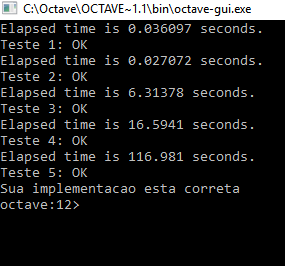 C:\Octave\OCTAVE~1.1\bin\octave-gui.exe
Elapsed time is 0.036097 seconds.
Teste 1: OK
Elapsed time is 0.027072 seconds.
Teste 2: OK
Elapsed time is 6.31378 seconds.
Teste 3: OK
Elapsed time is 16.5941 seconds.
Teste 4: OK
Elapsed time is 116.981 seconds.
Teste 5: OK
Sua implementacao esta correta
octave:12>